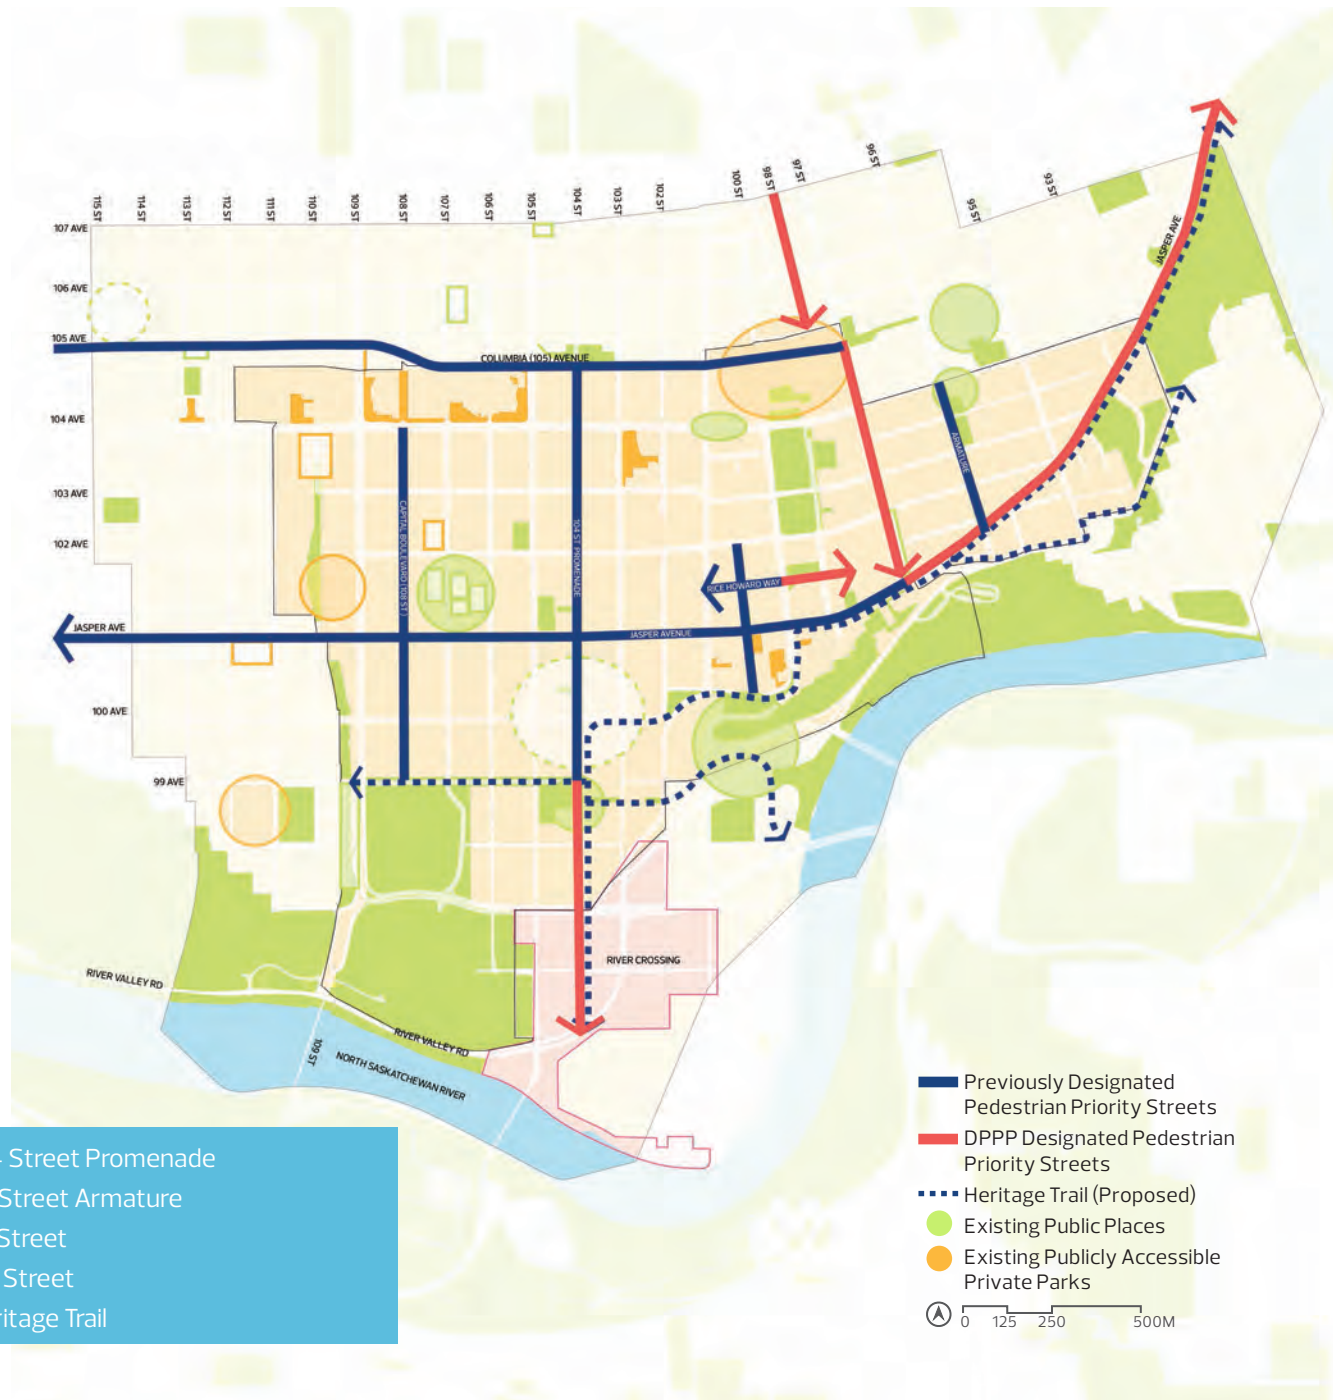 115 ST
114 ST
113 ST
112 ST
111 ST
110 ST
109 ST
108 ST
107 ST
106 ST
105 ST
104 ST
103 ST
102 ST
100 ST
98 ST
97 ST
96 ST
95 ST
93 ST
107 AVE
106 AVE
105 AVE
104 AVE
103 AVE
102 AVE
JASPER AVE
100 AVE
99 AVE
JASPER AVE
COLUMBIA (105) AVENUE
CAPITAL BOULEVARD (108 ST)
104 ST PROMENADE
ARMATURE
RICE HOWARD WAY
JASPER AVENUE
RIVER CROSSING
RIVER VALLEY RD
RIVER VALLEY RD
109 ST
NORTH SASKATCHEWAN RIVER
Street Promenade
Street Armature
Street
Street
ritage Trail
Previously Designated
Pedestrian Priority Streets
DPPP Designated Pedestrian
Priority Streets
Heritage Trail (Proposed)
Existing Public Places
Existing Publicly Accessible
Private Parks
0 125 250 500M